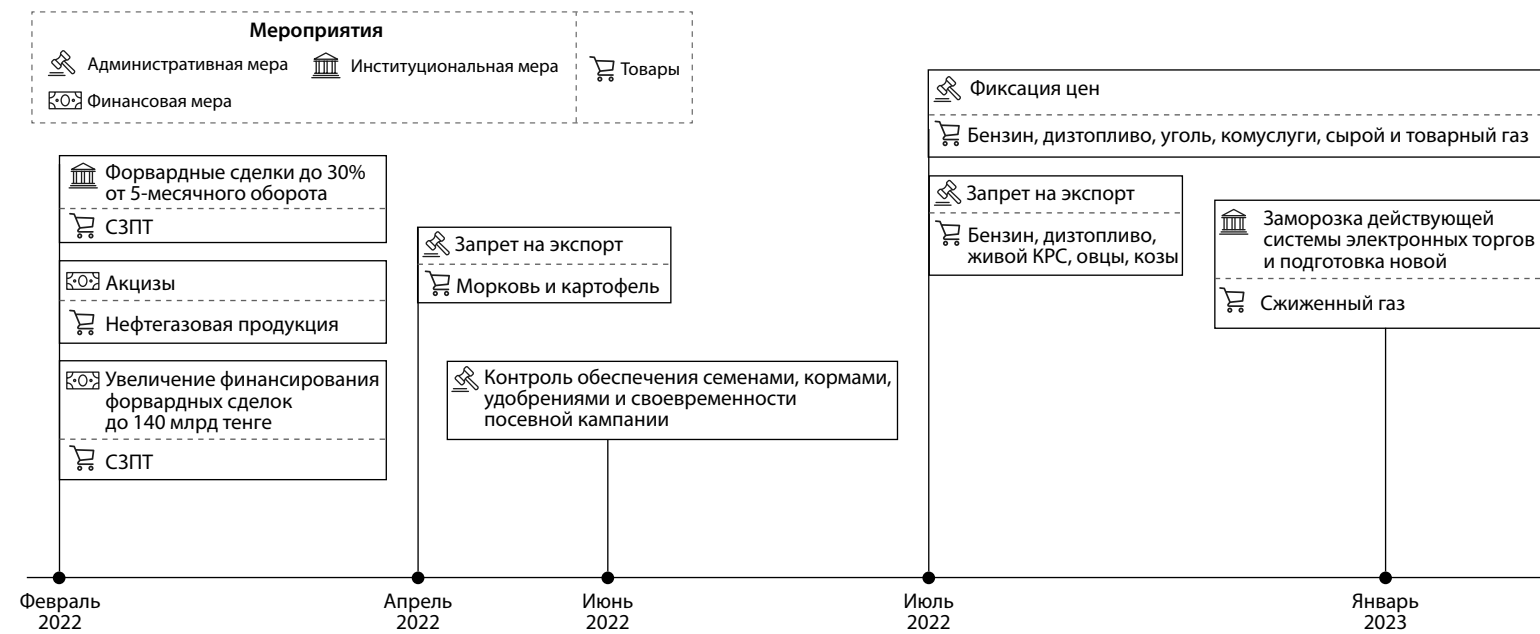 Мероприятия
Административная мера
Институциональная мера
Товары
Финансовая мера
Форвардные сделки до 30%
от 5-месячного оборота
СЗПТ
Акцизы
Нефтегазовая продукция
Увеличение финансирования
форвардных сделок
до 140 млрд тенге
СЗПТ
Запрет на экспорт
Морковь и картофель
Контроль обеспечения семенами, кормами,
удобрениями и своевременности
посевной кампании
Фиксация цен
Бензин, дизтопливо, уголь, комуслуги, сырой и товарный газ
Запрет на экспорт
Бензин, дизтопливо,
живой КРС, овцы, козы
Заморозка действующей
системы электронных торгов
и подготовка новой
Сжиженный газ
Февраль
2022
Апрель
2022
Июнь
2022
Июль
2022
Январь
2023